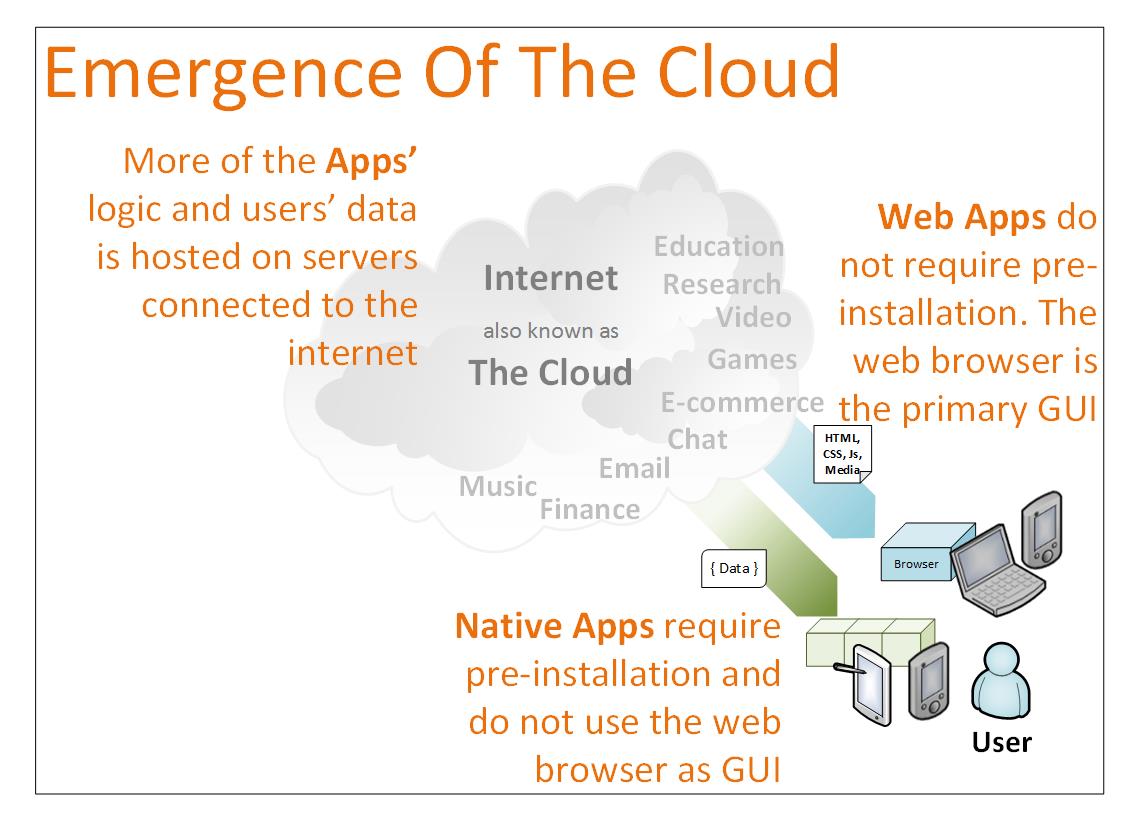 Emergence Of The Cloud
More of the Apps’
logic and users’ data
is hosted on servers
connected to the
internet
Internet
also known as
The Cloud
Education
Research
Video
Games
E-commerce
Chat
Email
Music
Finance
Web Apps do
not require pre-
installation. The
web browser is
the primary GUI
HTML,
CSS, Js,
Media
Browser
{ Data }
Native Apps require
pre-installation and
do not use the web
browser as GUI
User